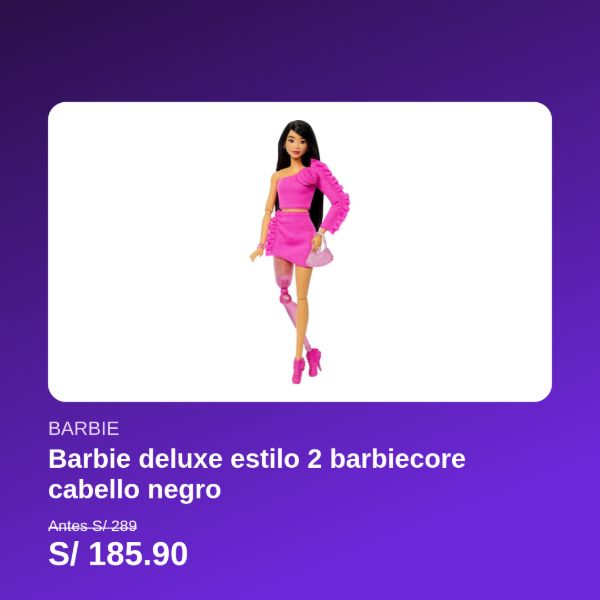 BARBIE
Barbie deluxe estilo 2 barbiecore
cabello negro
Antes S/ 289
S/ 185.90